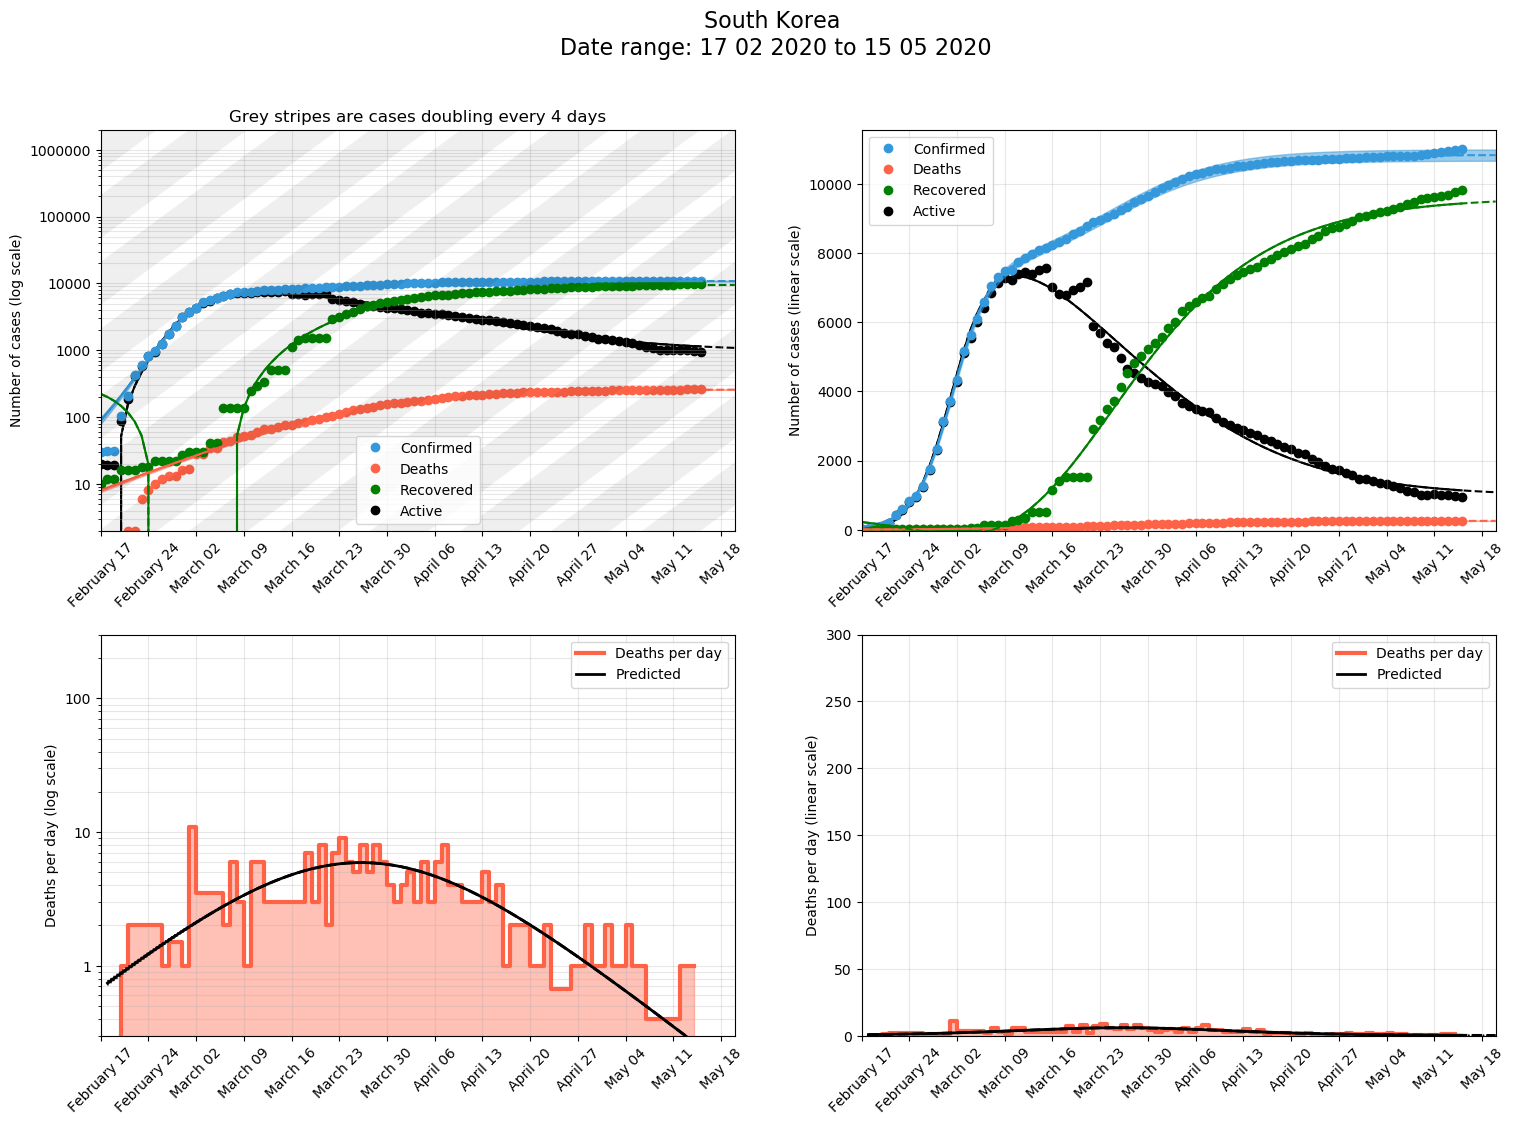 South Korea
Date range: 17 02 2020 to 15 05 2020
Grey stripes are cases doubling every 4 days
Number of cases (log scale)
1000000
100000
10000
1000
100
10
Confirmed
Deaths
Recovered
Active
February 17
February 24
March 02
March 09
March 16
March 23
March 30
April 06
April 13
April 20
April 27
May 04
May 11
May 18
Number of cases (linear scale)
10000
8000
6000
4000
2000
0
Confirmed
Deaths
Recovered
Active
February 17
February 24
March 02
March 09
March 16
March 23
March 30
April 06
April 13
April 20
April 27
May 04
May 11
May 18
Deaths per day (log scale)
100
10
1
Deaths per day
Predicted
February 17
February 24
March 02
March 09
March 16
March 23
March 30
April 06
April 13
April 20
April 27
May 04
May 11
May 18
Deaths per day (linear scale)
300
250
200
150
100
50
0
Deaths per day
Predicted
February 17
February 24
March 02
March 09
March 16
March 23
March 30
April 06
April 13
April 20
April 27
May 04
May 11
May 18